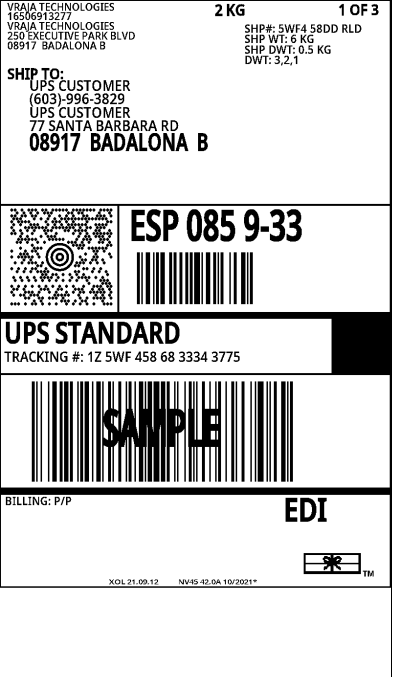 VRAJA TECHNOLOGIES
16506913277
VRAJA TECHNOLOGIES
250 EXECUTIVE PARK BLVD
08917 BADALONA B
2 KG
1 OF 3
SHP#: 5WF4 58DD RLD
SHP WT: 6 KG
SHP DWT: 0.5 KG
DWT: 3,2,1
SHIP TO:
UPS CUSTOMER
(603)-996-3829
UPS CUSTOMER
77 SANTA BARBARA RD
08917 BADALONA B
ESP 085 9-33
UPS STANDARD
TRACKING #: 1Z 5WF 458 68 3334 3775
SAMPLE
BILLING: P/P
EDI
TM
XOL 21.09.12 NV45 42.0A 10/2021*